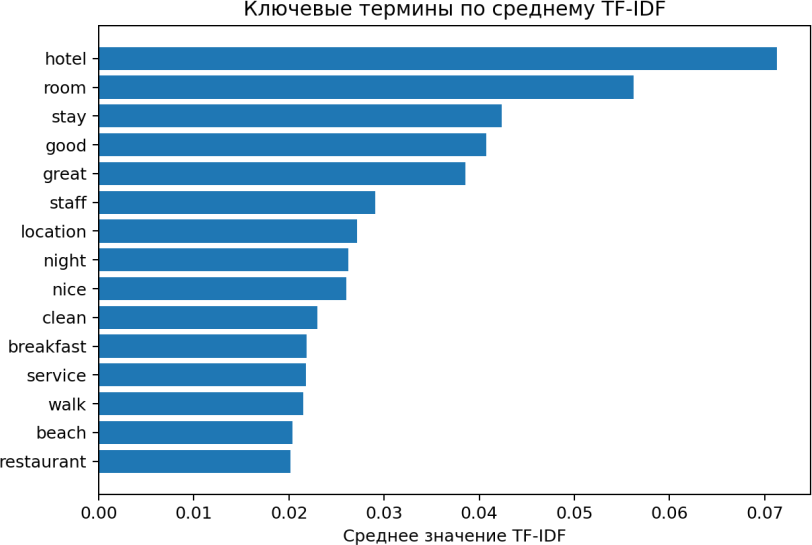 Ключевые термины по среднему TF-IDF
hotel
room
stay
good
great
staff
location
night
nice
clean
breakfast
service
walk
beach
restaurant
0.00 0.01 0.02 0.03 0.04 0.05 0.06 0.07
Среднее значение TF-IDF